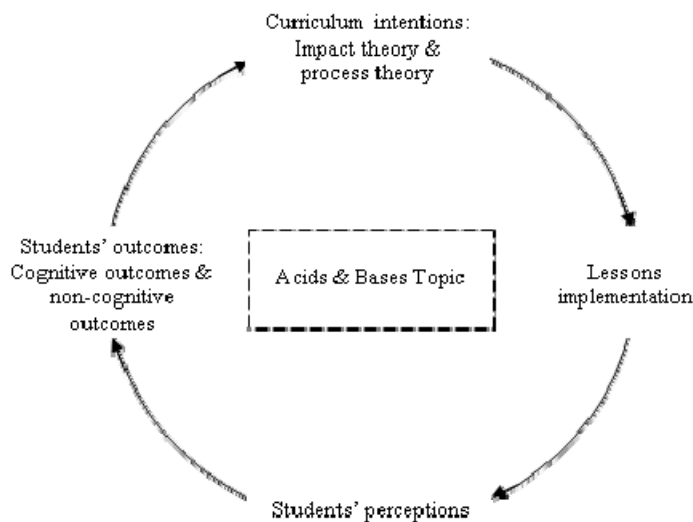 Curriculum intentions:
Impact theory &
process theory
Students’ outcomes:
Cognitive outcomes &
non-cognitive
outcomes
Acids & Bases Topic
Lessons
implementation
Students’ perceptions